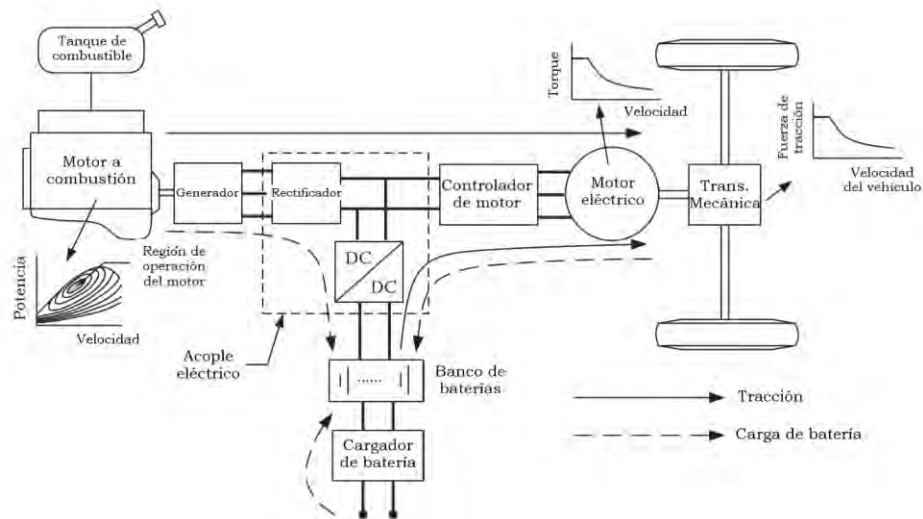 Tanque de
combustible
Motor a
combustión
Generador
Rectificador
Controlador
de motor
Motor
eléctrico
Trans.
Mecánica
Torque
Velocidad
Fuerza de
tracción
Velocidad
del vehículo
Potencia
Velocidad
Región de
operación
del motor
DC
DC
Acople
eléctrico
Banco de
baterías
Cargador
de batería
Tracción
Carga de batería